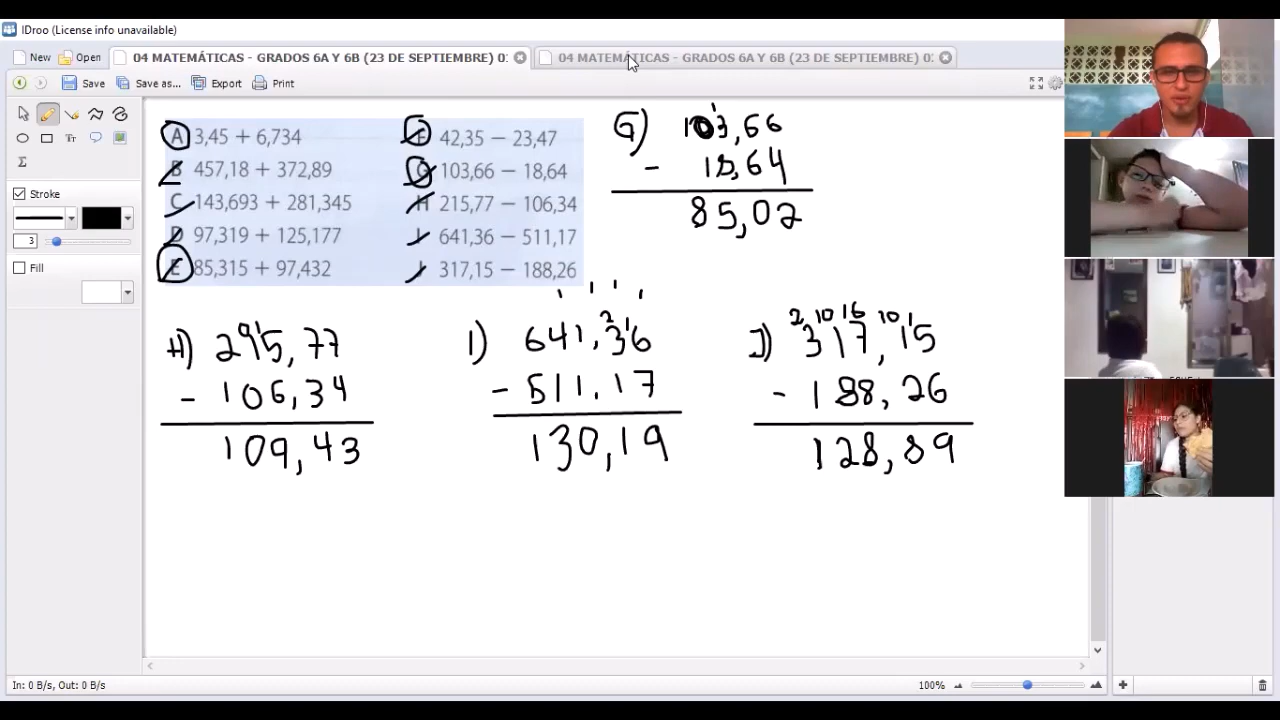 IDroo (License info unavailable)
New Open 04 MATEMÁTICAS - GRADOS 6A Y 6B (23 DE SEPTIEMBRE) 0: 04 MATEMÁTICAS - GRADOS 6A Y 6B (23 DE SEPTIEMBRE) 0:
Save Save as... Export Print
Stroke
3
Fill
A 3,45 + 6,734
B 457,18 + 372,89
C 143,693 + 281,345
D 97,319 + 125,177
E 85,315 + 97,432
F 42,35 − 23,47
G 103,66 − 18,64
H 215,77 − 106,34
I 641,36 − 511,17
J 317,15 − 188,26
G) 103,66
- 18,64
85,02
H) 215,77
- 106,34
109,43
I) 641,36
- 511,17
130,19
J) 317,15
- 188,26
128,89
In: 0 B/s, Out: 0 B/s
100%